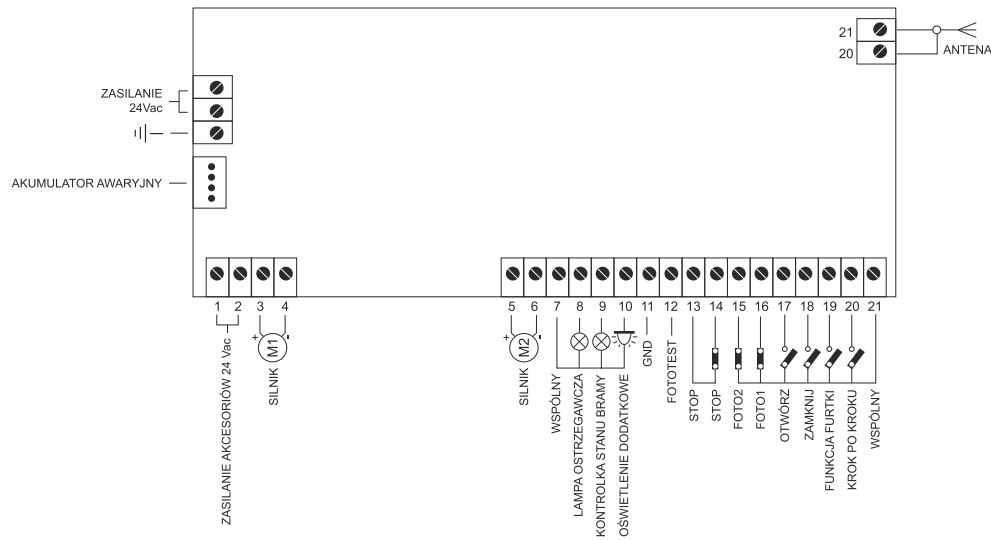 21
20
ANTENA
ZASILANIE
24Vac
AKUMULATOR AWARYJNY
1 2 3 4
5 6 7 8 9 10 11 12 13 14 15 16 17 18 19 20 21
+ M1 -
+ M2 -
ZASILANIE AKCESORIÓW 24 Vac
SILNIK
SILNIK
WSPÓLNY
LAMPA OSTRZEGAWCZA
KONTROLKA STANU BRAMY
OŚWIETLENIE DODATKOWE
GND
FOTOTEST
STOP
STOP
FOTO2
FOTO1
OTWÓRZ
ZAMKNIJ
FUNKCJA FURTKI
KROK PO KROKU
WSPÓLNY